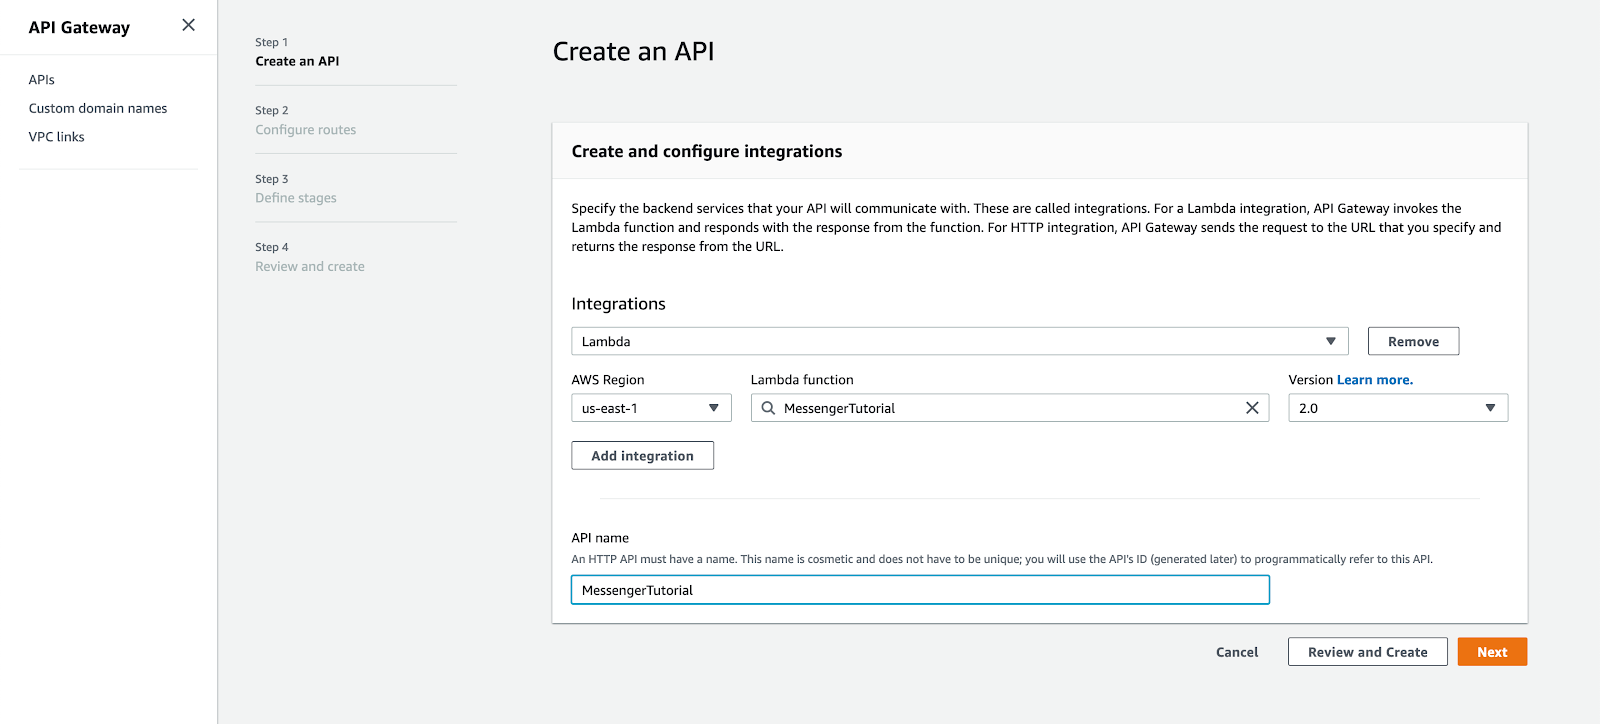 API Gateway
APIs
Custom domain names
VPC links
Step 1
Create an API
Step 2
Configure routes
Step 3
Define stages
Step 4
Review and create
Create an API
Create and configure integrations
Specify the backend services that your API will communicate with. These are called integrations. For a Lambda integration, API Gateway invokes the
Lambda function and responds with the response from the function. For HTTP integration, API Gateway sends the request to the URL that you specify and
returns the response from the URL.
Integrations
Lambda
Remove
AWS Region
Lambda function
Version Learn more.
us-east-1
MessengerTutorial
2.0
Add integration
API name
An HTTP API must have a name. This name is cosmetic and does not have to be unique; you will use the API's ID (generated later) to programmatically refer to this API.
MessengerTutorial
Cancel
Review and Create
Next